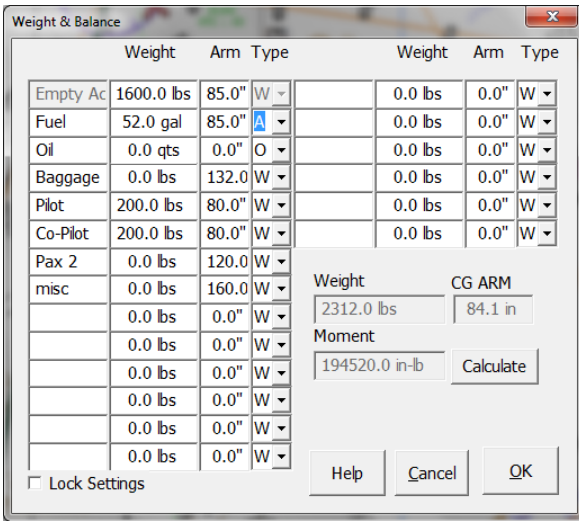 Weight & Balance
Weight Arm Type Weight Arm Type
Empty Ac 1600.0 lbs 85.0" W 0.0 lbs 0.0" W
Fuel 52.0 gal 85.0" A 0.0 lbs 0.0" W
Oil 0.0 qts 0.0" O 0.0 lbs 0.0" W
Baggage 0.0 lbs 132.0 W 0.0 lbs 0.0" W
Pilot 200.0 lbs 80.0" W 0.0 lbs 0.0" W
Co-Pilot 200.0 lbs 80.0" W 0.0 lbs 0.0" W
Pax 2 0.0 lbs 120.0 W
misc 0.0 lbs 160.0 W
0.0 lbs 0.0" W
0.0 lbs 0.0" W
0.0 lbs 0.0" W
0.0 lbs 0.0" W
0.0 lbs 0.0" W
0.0 lbs 0.0" W
Weight CG ARM
2312.0 lbs 84.1 in
Moment
194520.0 in-lb Calculate
Lock Settings
Help Cancel OK